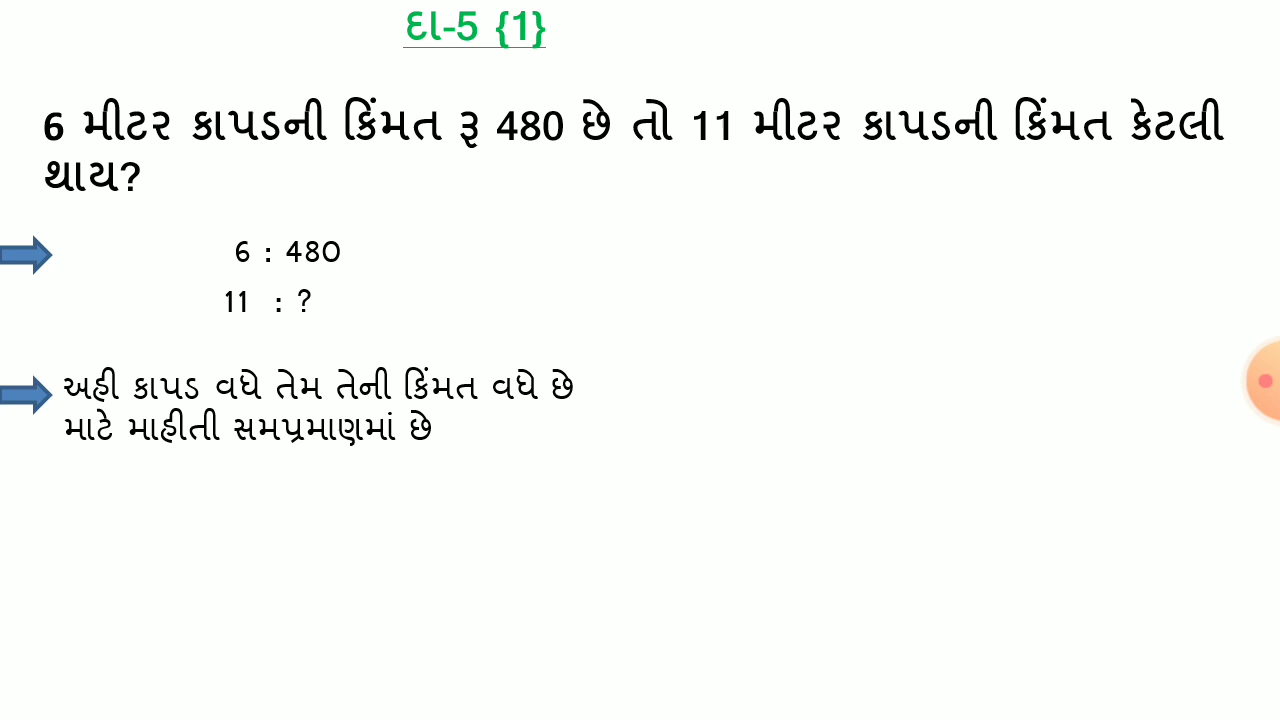 દા-5 {1}
6 મીટર કાપડની કિંમત રૂ 480 છે તો 11 મીટર કાપડની કિંમત કેટલી
થાય?
6 : 480
11 : ?
અહી કાપડ વધે તેમ તેની કિંમત વધે છે
માટે માહીતી સમપ્રમાણમાં છે